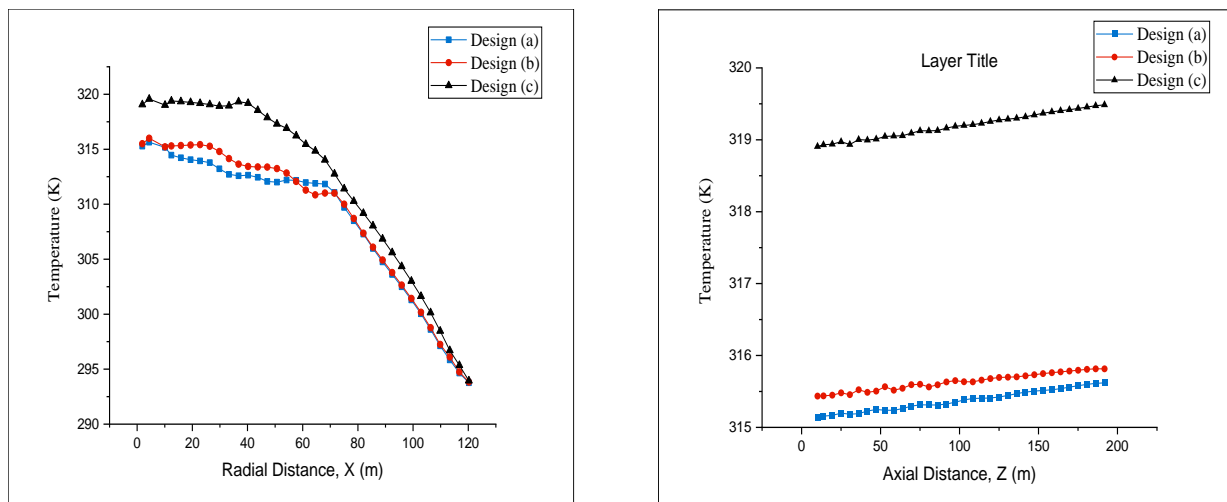 Design (a)
Design (b)
Design (c)
320
315
310
305
300
295
290
Temperature (K)
0
20
40
60
80
100
120
Radial Distance, X (m)
Layer Title
Design (a)
Design (b)
Design (c)
320
319
318
317
316
315
Temperature (K)
0
50
100
150
200
Axial Distance, Z (m)